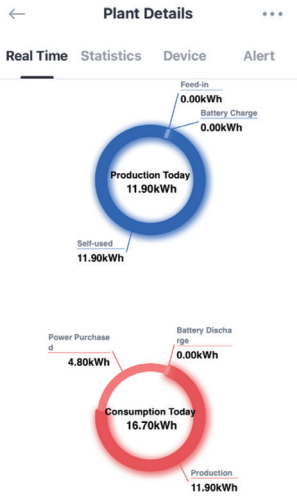 Plant Details
Real Time Statistics Device Alert
Feed-in
0.00kWh
Battery Charge
0.00kWh
Production Today
11.90kWh
Self-used
11.90kWh
Power Purchase
d
4.80kWh
Battery Discha
rge
0.00kWh
Consumption Today
16.70kWh
Production
11.90kWh